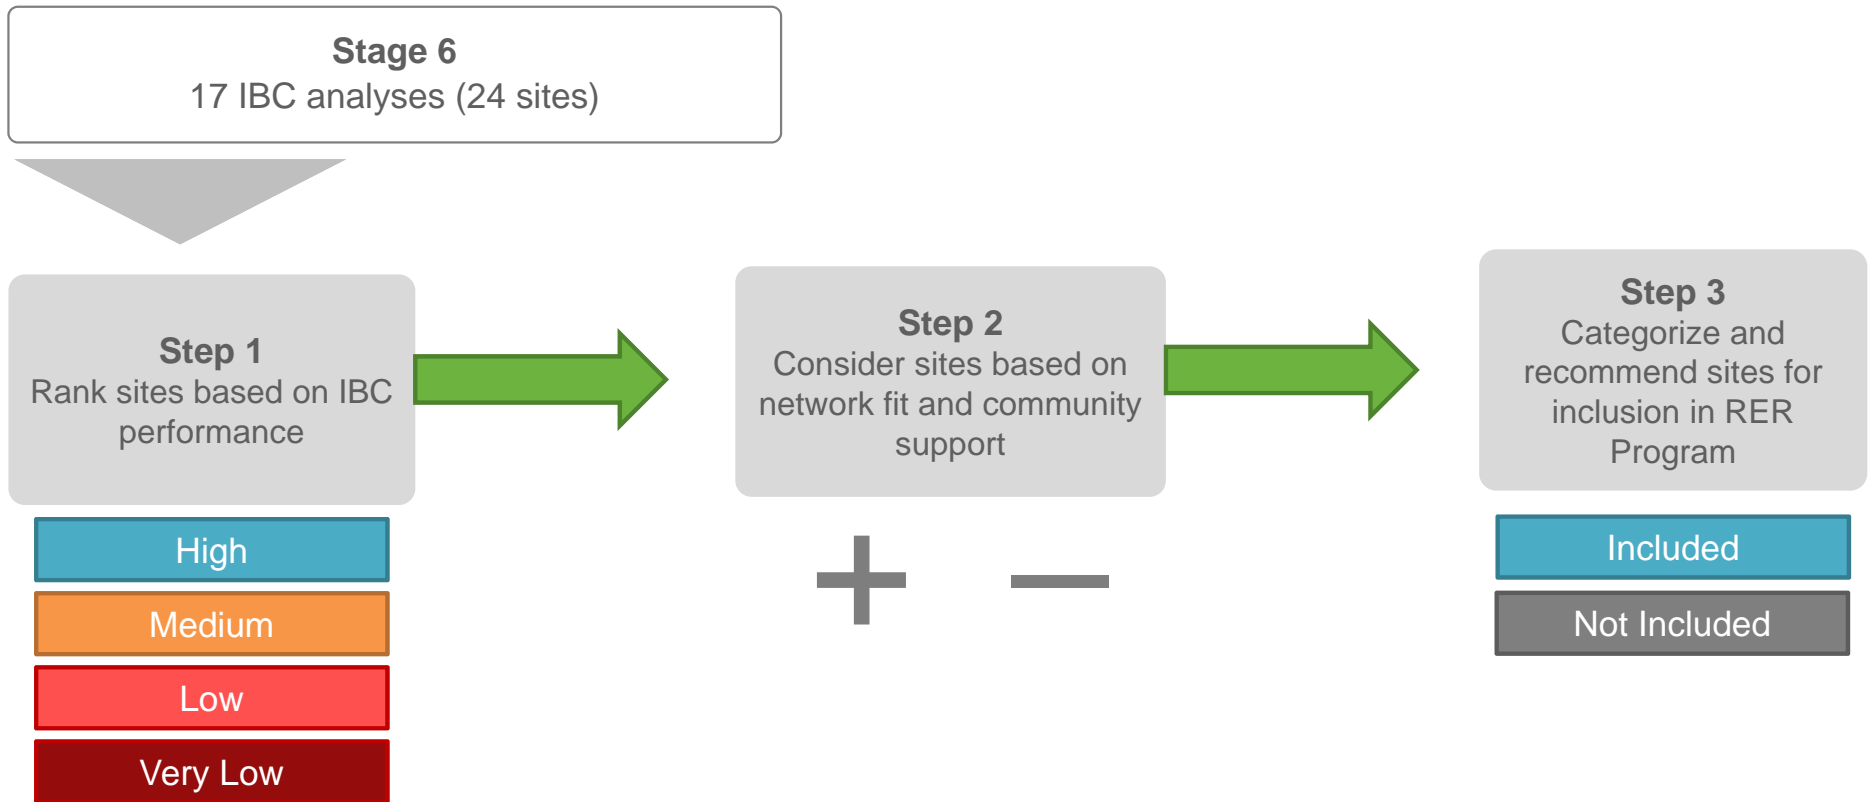 Stage 6
17 IBC analyses (24 sites)
Step 1
Rank sites based on IBC
performance
High
Medium
Low
Very Low
Step 2
Consider sites based on
network fit and community
support
Step 3
Categorize and
recommend sites for
inclusion in RER
Program
Included
Not Included